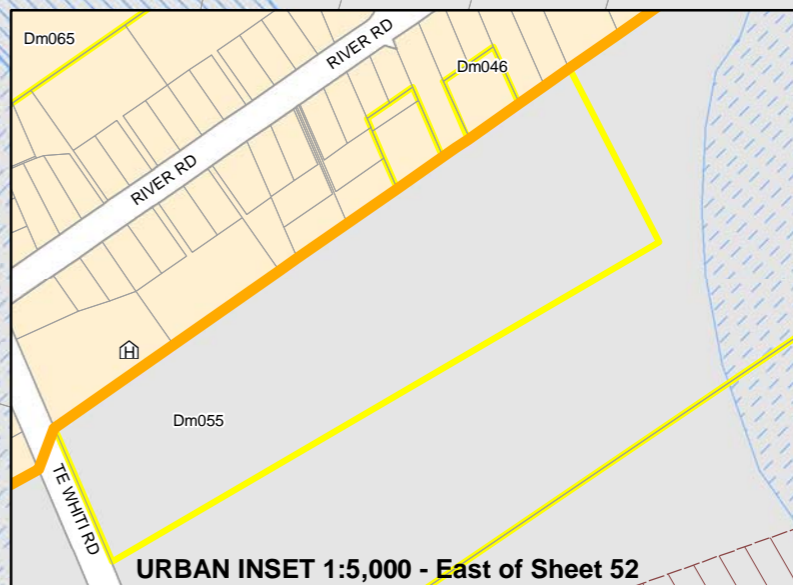 Dm065
RIVER RD
Dm046
RIVER RD
H
Dm055
TE WHITI RD
URBAN INSET 1:5,000 - East of Sheet 52